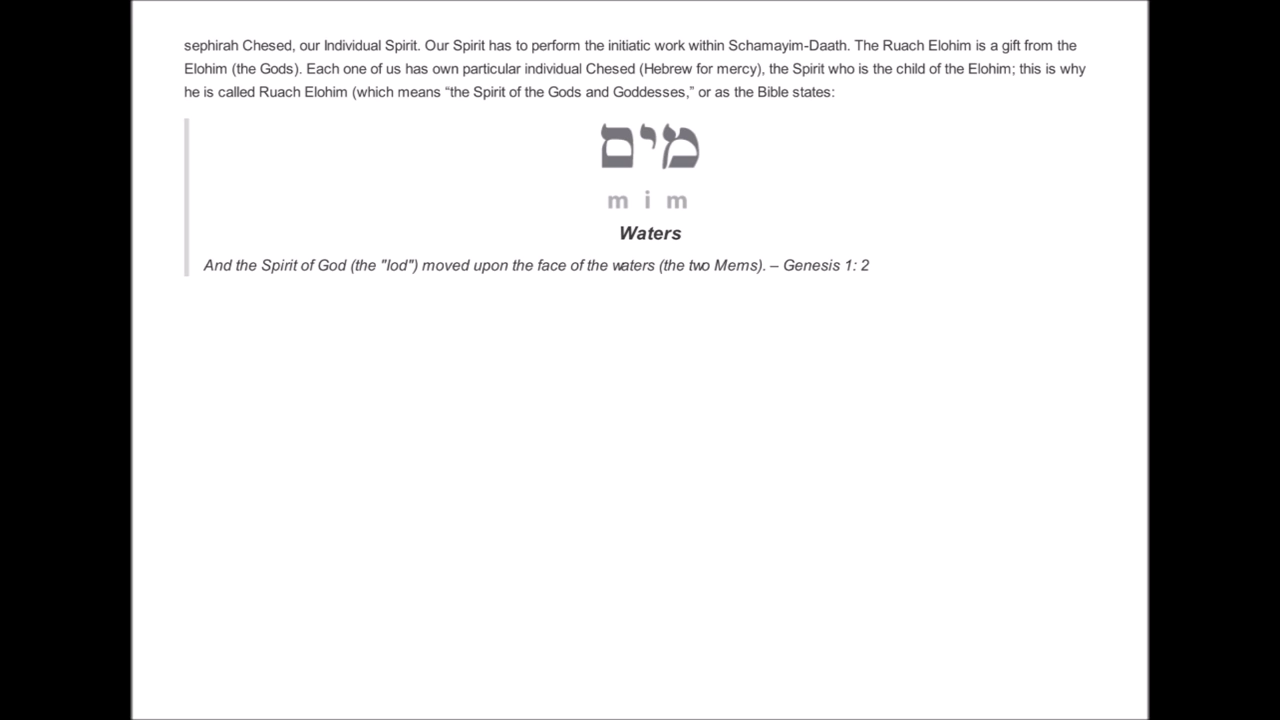 sephirah Chesed, our Individual Spirit. Our Spirit has to perform the initiatic work within Schamayim-Daath. The Ruach Elohim is a gift from the
Elohim (the Gods). Each one of us has own particular individual Chesed (Hebrew for mercy), the Spirit who is the child of the Elohim; this is why
he is called Ruach Elohim (which means “the Spirit of the Gods and Goddesses,” or as the Bible states:
מים
m i m
Waters
And the Spirit of God (the "Iod") moved upon the face of the waters (the two Mems). – Genesis 1: 2